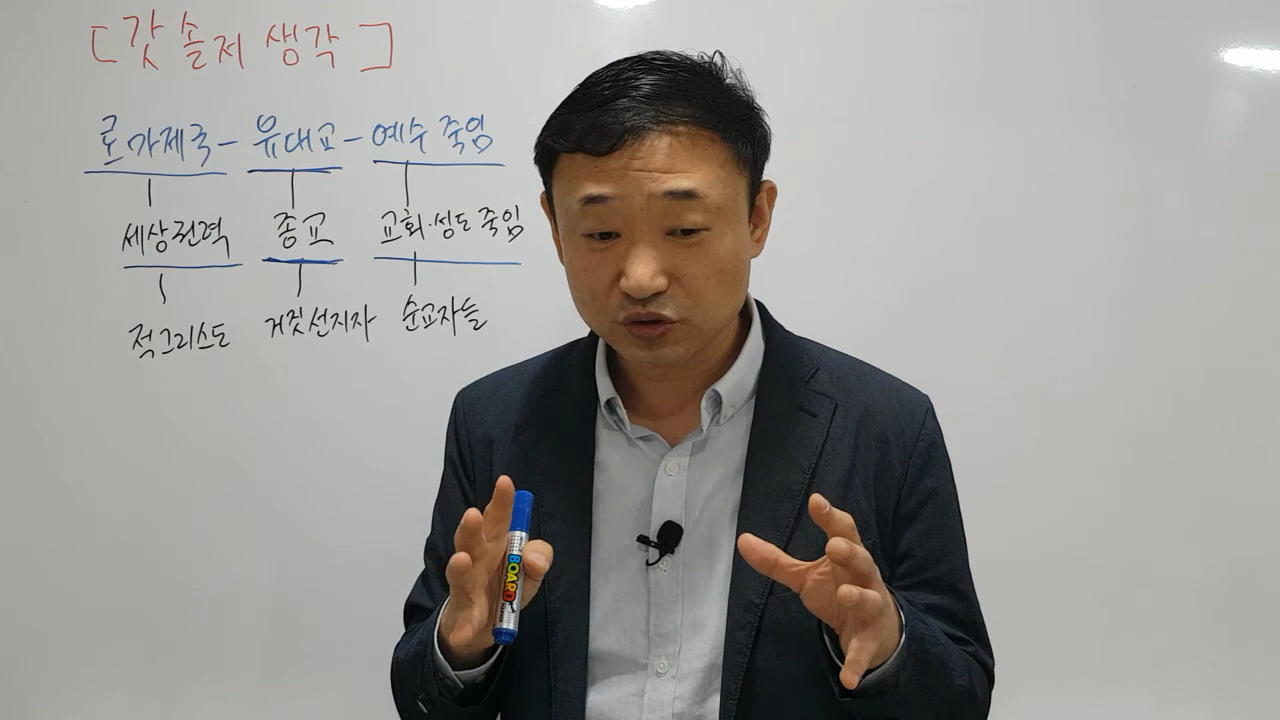 [갓솔저 생각]
로마제국-유대교-예수 죽임
세상권력 종교 교회·성도 죽임
적그리스도 거짓선지자 순교자들
BOARD